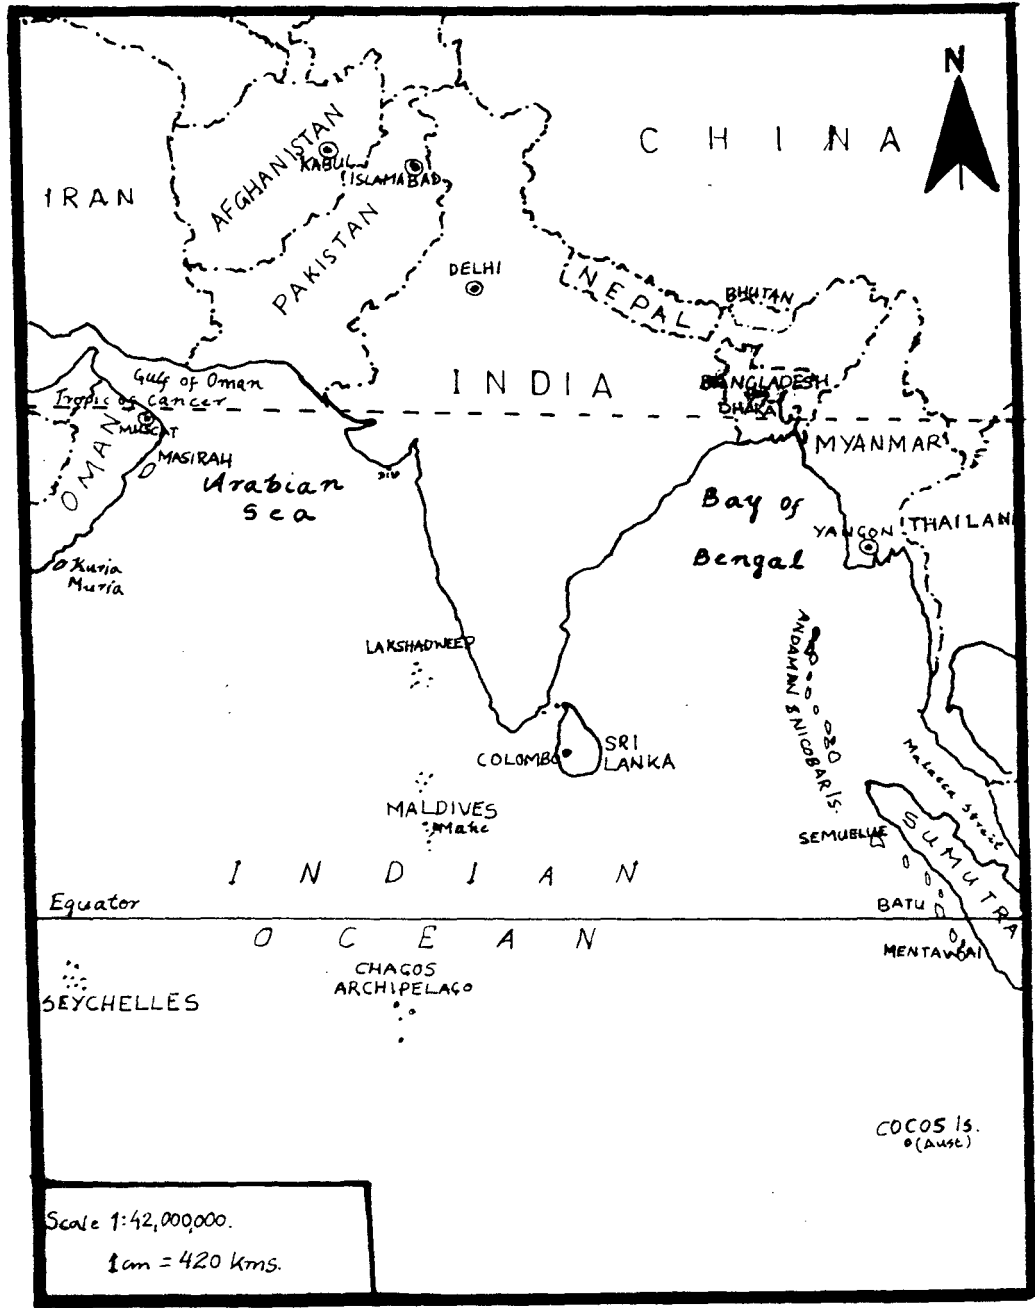 N
CHINA
IRAN
AFGHANISTAN
KABUL
ISLAMABAD
PAKISTAN
DELHI
NEPAL
BHUTAN
INDIA
BANGLADESH
DHAKA
Gulf of Oman
Tropic of Cancer
MUSCAT
OMAN
MASIRAH
MYANMAR
Arabian
Sea
Bay of
Bengal
YANGON
THAILAN
DIU
Kuria
Muria
LAKSHADWEEP
ANDAMAN & NICOBAR Is.
COLOMBO
SRI
LANKA
Malacca Strait
MALDIVES
Male
SEMUELUE
SUMUTRA
INDIAN
Equator
BATU
OCEAN
MENTAWAI
CHAGOS
ARCHIPELAGO
SEYCHELLES
COCOS Is.
(Aust)
Scale 1:42,000,000.
1cm = 420 kms.